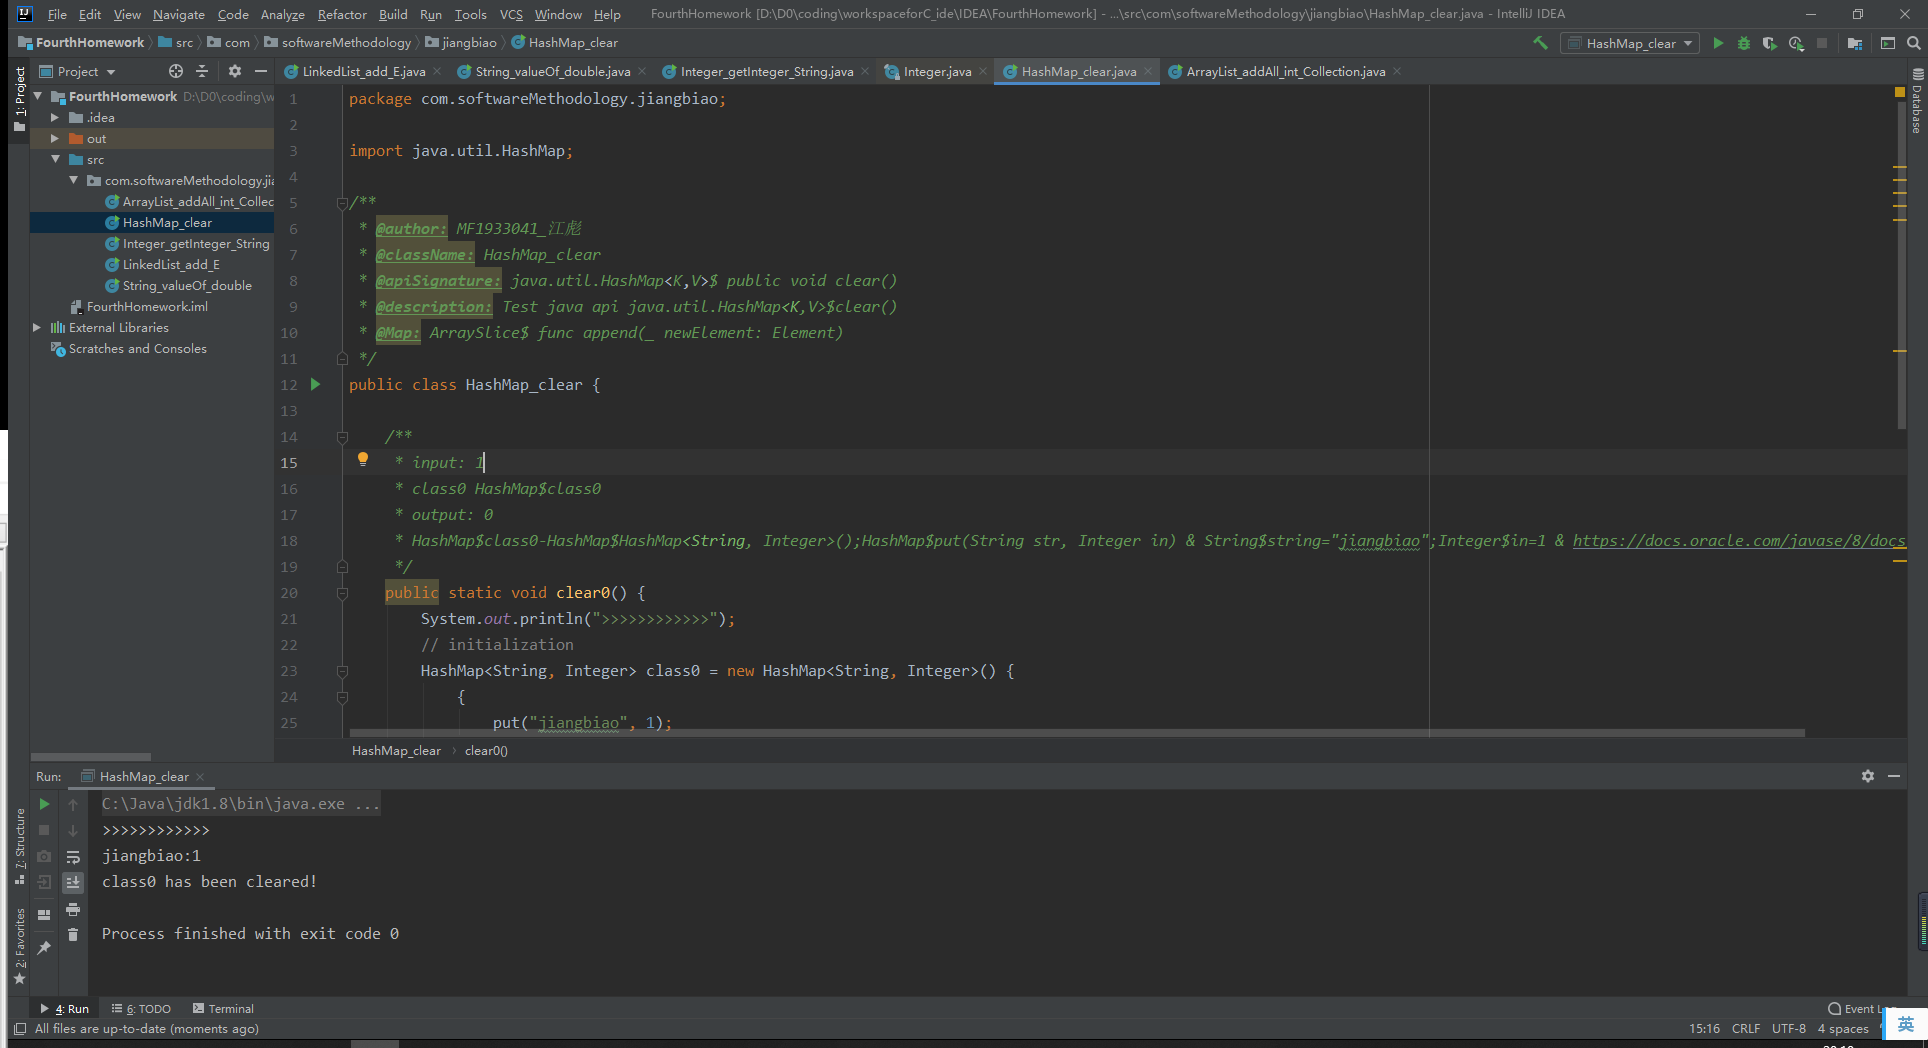 File Edit View Navigate Code Analyze Refactor Build Run Tools VCS Window Help FourthHomework [D:\D0\coding\workspaceforC_ide\IDEA\FourthHomework] - ...\src\com\softwareMethodology\jiangbiao\HashMap_clear.java - IntelliJ IDEA
FourthHomework src com softwareMethodology jiangbiao HashMap_clear HashMap_clear
Project LinkedList_add_E.java String_valueOf_double.java Integer_getInteger_String.java Integer.java HashMap_clear.java ArrayList_addAll_int_Collection.java
1: Project
Database
FourthHomework D:\D0\coding\w
.idea
out
src
com.softwareMethodology.jia
ArrayList_addAll_int_Collec
HashMap_clear
Integer_getInteger_String
LinkedList_add_E
String_valueOf_double
FourthHomework.iml
External Libraries
Scratches and Consoles
1 package com.softwareMethodology.jiangbiao;
2
3 import java.util.HashMap;
4
5 /**
6 * @author: MF1933041_江彪
7 * @className: HashMap_clear
8 * @apiSignature: java.util.HashMap<K,V>$ public void clear()
9 * @description: Test java api java.util.HashMap<K,V>$clear()
10 * @Map: ArraySlice$ func append(_ newElement: Element)
11 */
12 public class HashMap_clear {
13
14 /**
15 * input: 1
16 * class0 HashMap$class0
17 * output: 0
18 * HashMap$class0-HashMap$HashMap<String, Integer>();HashMap$put(String str, Integer in) & String$string="jiangbiao";Integer$in=1 & https://docs.oracle.com/javase/8/docs
19 */
20 public static void clear0() {
21 System.out.println(">>>>>>>>>>>>");
22 // initialization
23 HashMap<String, Integer> class0 = new HashMap<String, Integer>() {
24 {
25 put("jiangbiao", 1);
HashMap_clear clear0()
Run: HashMap_clear
C:\Java\jdk1.8\bin\java.exe ...
>>>>>>>>>>>>
jiangbiao:1
class0 has been cleared!
Process finished with exit code 0
7: Structure
2: Favorites
4: Run 6: TODO Terminal Event L
All files are up-to-date (moments ago) 15:16 CRLF UTF-8 4 spaces
英